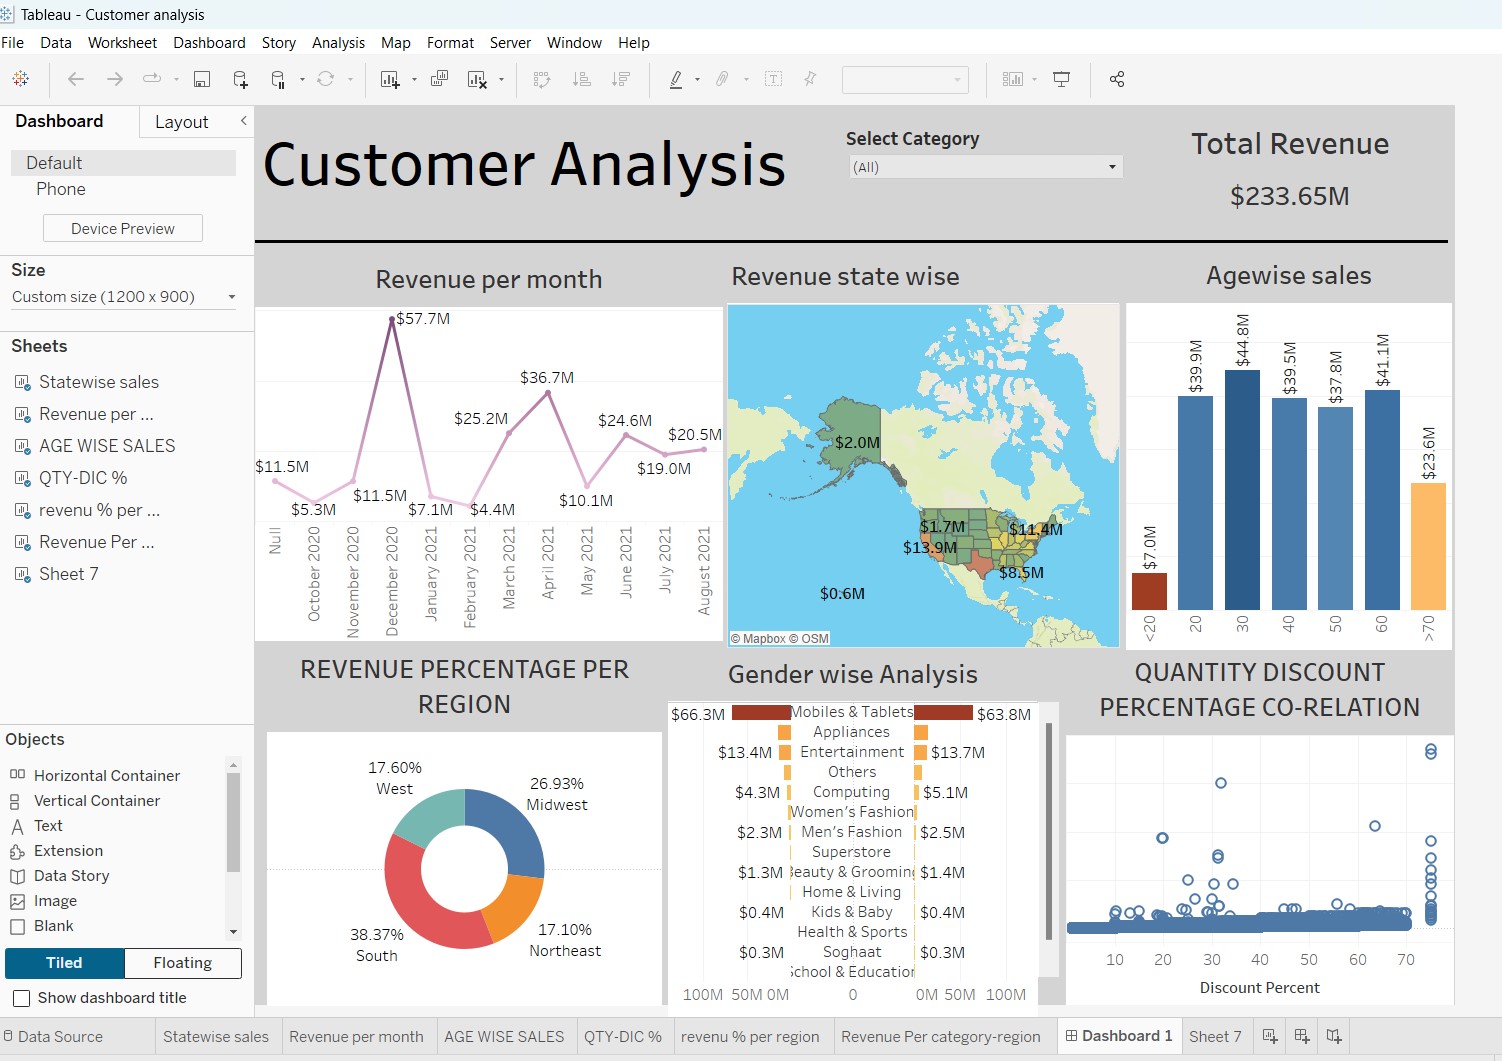 Tableau - Customer analysis
File Data Worksheet Dashboard Story Analysis Map Format Server Window Help
Dashboard Layout
Default
Phone
Device Preview
Size
Custom size (1200 x 900)
Sheets
Statewise sales
Revenue per ...
AGE WISE SALES
QTY-DIC %
revenu % per ...
Revenue Per ...
Sheet 7
Objects
Horizontal Container
Vertical Container
Text
Extension
Data Story
Image
Blank
Tiled Floating
Show dashboard title
Customer Analysis
Select Category
(All)
Total Revenue
$233.65M
Revenue per month
$57.7M
$36.7M
$25.2M
$24.6M
$20.5M
$11.5M
$19.0M
$11.5M
$10.1M
$5.3M
$7.1M
$4.4M
Null
October 2020
November 2020
December 2020
January 2021
February 2021
March 2021
April 2021
May 2021
June 2021
July 2021
August 2021
Revenue state wise
$2.0M
$1.7M
$11.4M
$13.9M
$8.5M
$0.6M
© Mapbox © OSM
Agewise sales
$7.0M
$39.9M
$44.8M
$39.5M
$37.8M
$41.1M
$23.6M
<20
20
30
40
50
60
>70
REVENUE PERCENTAGE PER
REGION
17.60%
West
26.93%
Midwest
38.37%
South
17.10%
Northeast
Gender wise Analysis
$66.3M Mobiles & Tablets $63.8M
Appliances
$13.4M Entertainment $13.7M
Others
$4.3M Computing $5.1M
Women's Fashion
$2.3M Men's Fashion $2.5M
Superstore
$1.3M Beauty & Grooming $1.4M
Home & Living
$0.4M Kids & Baby $0.4M
Health & Sports
$0.3M Soghaat $0.3M
School & Education
100M 50M 0M 0 0M 50M 100M
QUANTITY DISCOUNT
PERCENTAGE CO-RELATION
10 20 30 40 50 60 70
Discount Percent
Data Source Statewise sales Revenue per month AGE WISE SALES QTY-DIC % revenu % per region Revenue Per category-region Dashboard 1 Sheet 7